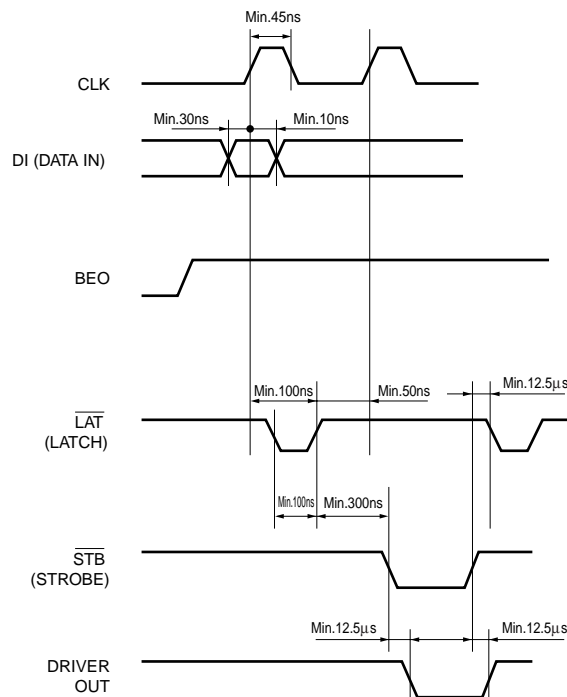 Min.45ns
CLK
Min.30ns
Min.10ns
DI (DATA IN)
BEO
Min.100ns
Min.50ns
Min.12.5μs
LAT
(LATCH)
Min.100ns
Min.300ns
STB
(STROBE)
Min.12.5μs
Min.12.5μs
DRIVER
OUT